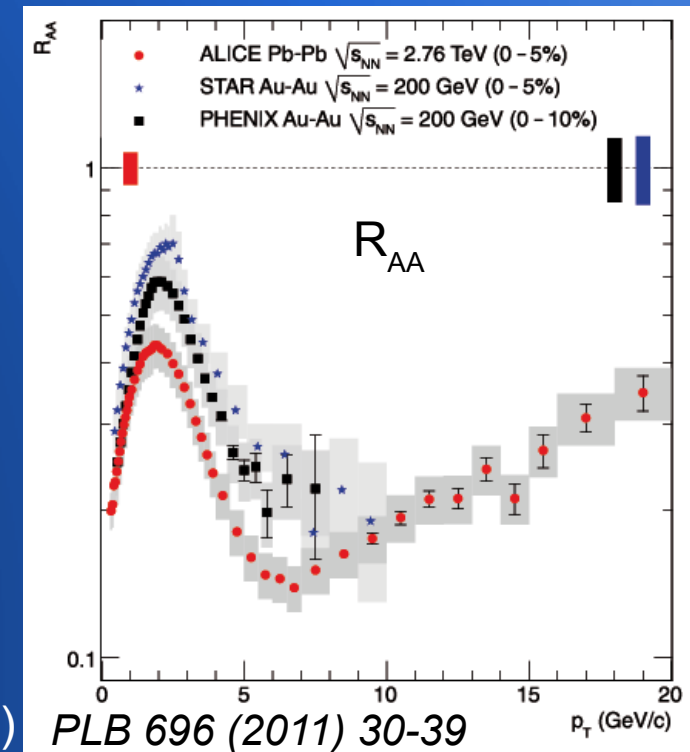 R_AA
ALICE Pb-Pb √s_NN = 2.76 TeV (0 - 5%)
STAR Au-Au √s_NN = 200 GeV (0 - 5%)
PHENIX Au-Au √s_NN = 200 GeV (0 - 10%)
1
R_AA
0.1
0 5 10 15 20
p_T (GeV/c)
) PLB 696 (2011) 30-39